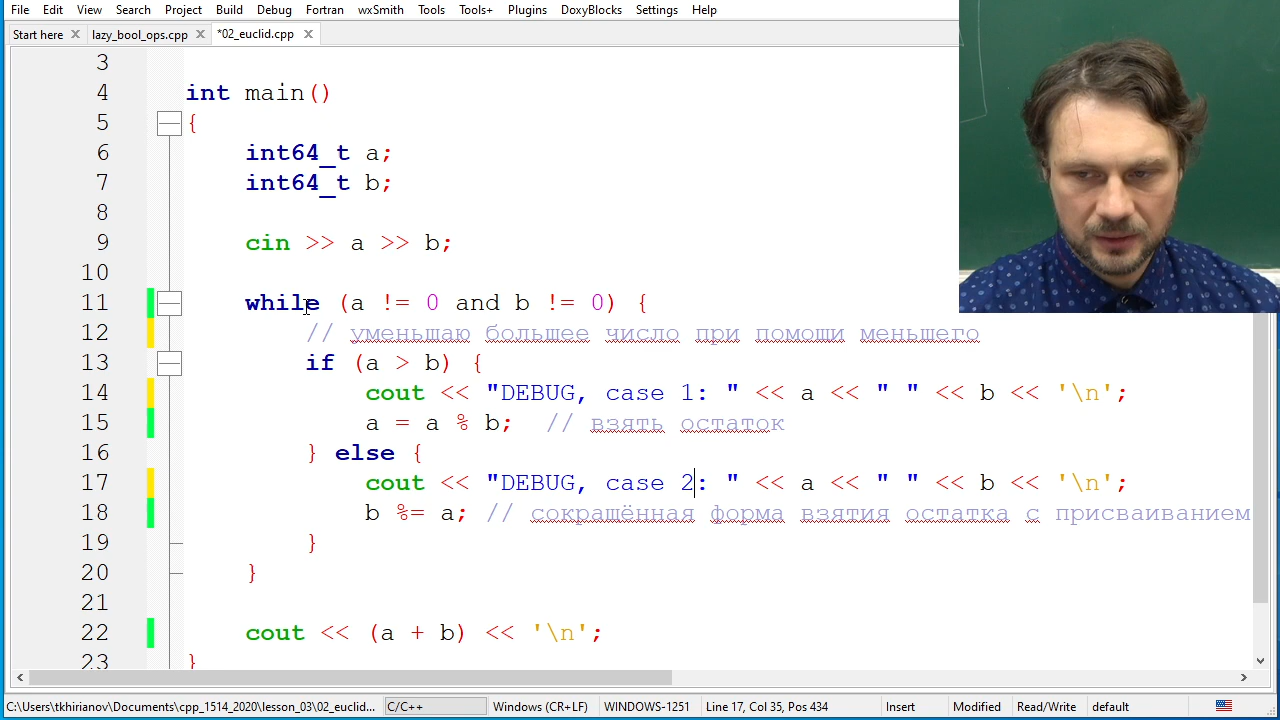 File Edit View Search Project Build Debug Fortran wxSmith Tools Tools+ Plugins DoxyBlocks Settings Help
Start here lazy_bool_ops.cpp *02_euclid.cpp
3
4 int main()
5 {
6 int64_t a;
7 int64_t b;
8
9 cin >> a >> b;
10
11 while (a != 0 and b != 0) {
12 // уменьшаю большее число при помощи меньшего
13 if (a > b) {
14 cout << "DEBUG, case 1: " << a << " " << b << '\n';
15 a = a % b; // взять остаток
16 } else {
17 cout << "DEBUG, case 2: " << a << " " << b << '\n';
18 b %= a; // сокращённая форма взятия остатка с присваиванием
19 }
20 }
21
22 cout << (a + b) << '\n';
23 }
C:\Users\tkhirianov\Documents\cpp_1514_2020\lesson_03\02_euclid... C/C++ Windows (CR+LF) WINDOWS-1251 Line 17, Col 35, Pos 434 Insert Modified Read/Write default